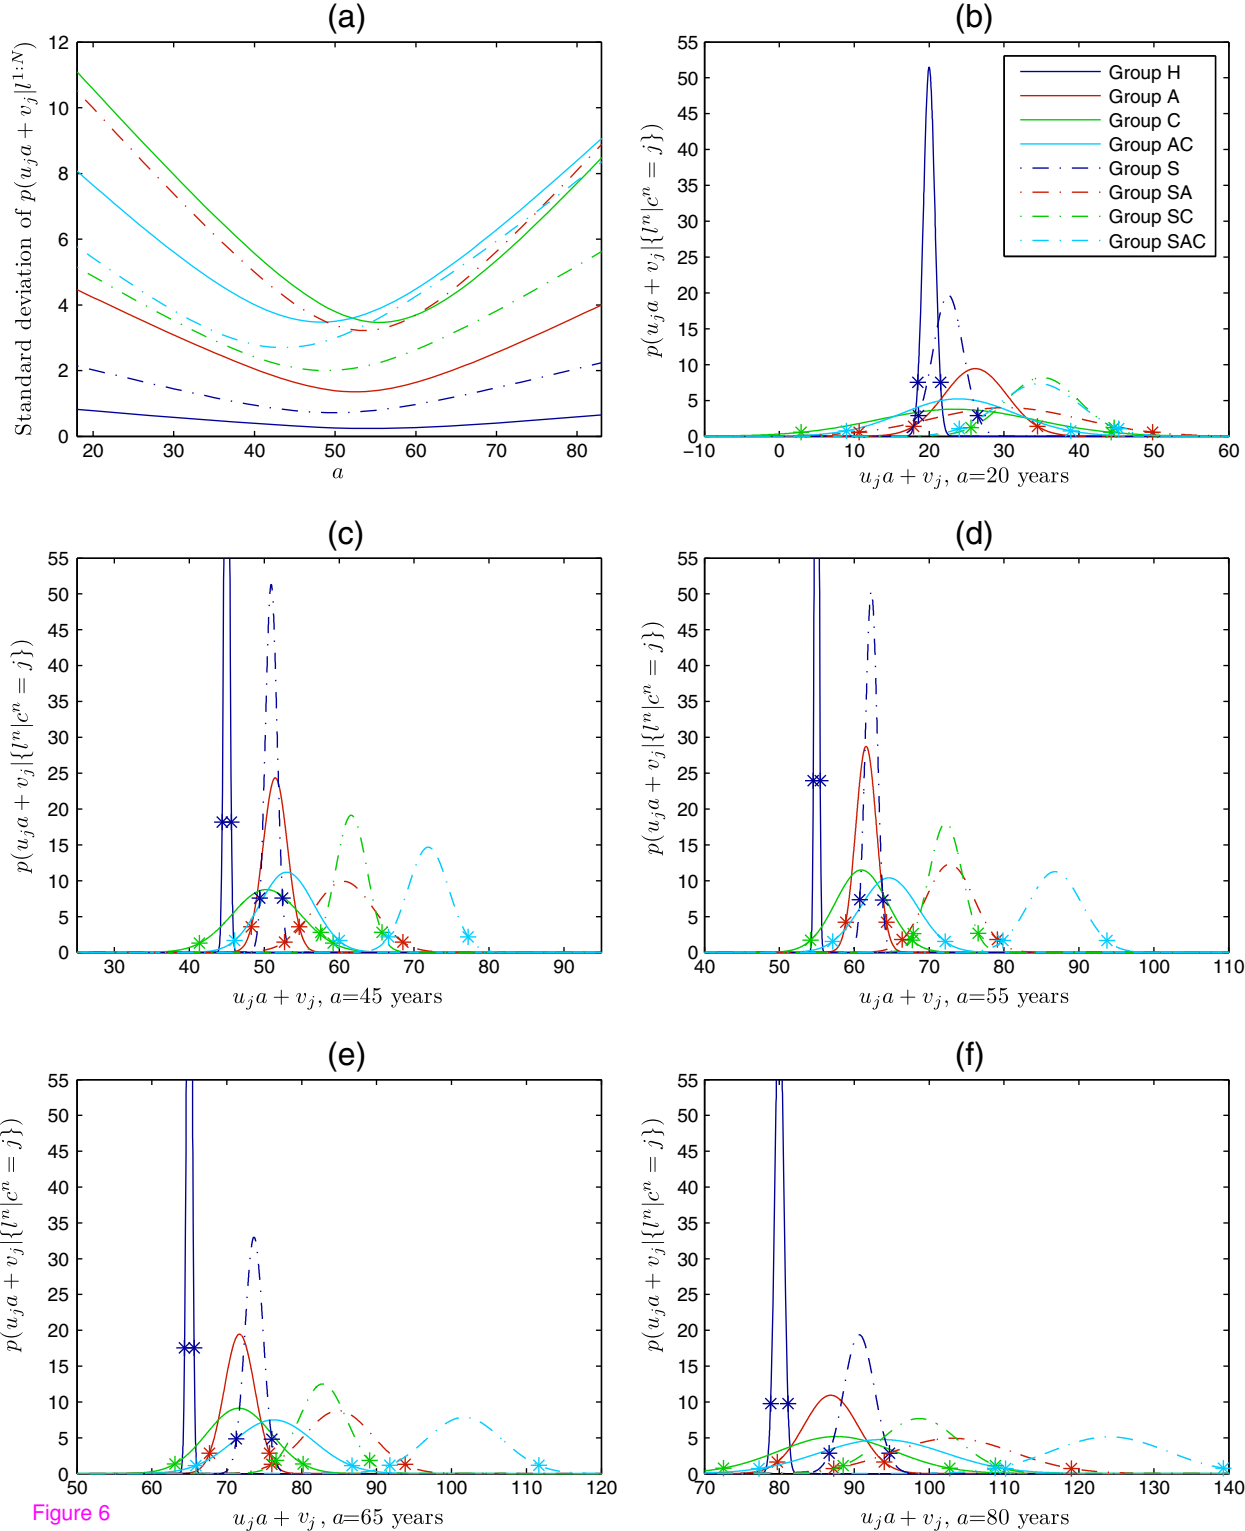 (a)
12
10
8
6
4
2
0
20 30 40 50 60 70 80
a
Standard deviation of p(u_j a + v_j|l^{1:N})
(b)
55
50
45
40
35
30
25
20
15
10
5
0
−10 0 10 20 30 40 50 60
u_j a + v_j, a=20 years
p(u_j a + v_j|{l^n|c^n = j})
Group H
Group A
Group C
Group AC
Group S
Group SA
Group SC
Group SAC
(c)
55
50
45
40
35
30
25
20
15
10
5
0
30 40 50 60 70 80 90
u_j a + v_j, a=45 years
p(u_j a + v_j|{l^n|c^n = j})
(d)
55
50
45
40
35
30
25
20
15
10
5
0
40 50 60 70 80 90 100 110
u_j a + v_j, a=55 years
p(u_j a + v_j|{l^n|c^n = j})
(e)
55
50
45
40
35
30
25
20
15
10
5
0
50 60 70 80 90 100 110 120
u_j a + v_j, a=65 years
p(u_j a + v_j|{l^n|c^n = j})
(f)
55
50
45
40
35
30
25
20
15
10
5
0
70 80 90 100 110 120 130 140
u_j a + v_j, a=80 years
p(u_j a + v_j|{l^n|c^n = j})
Figure 6